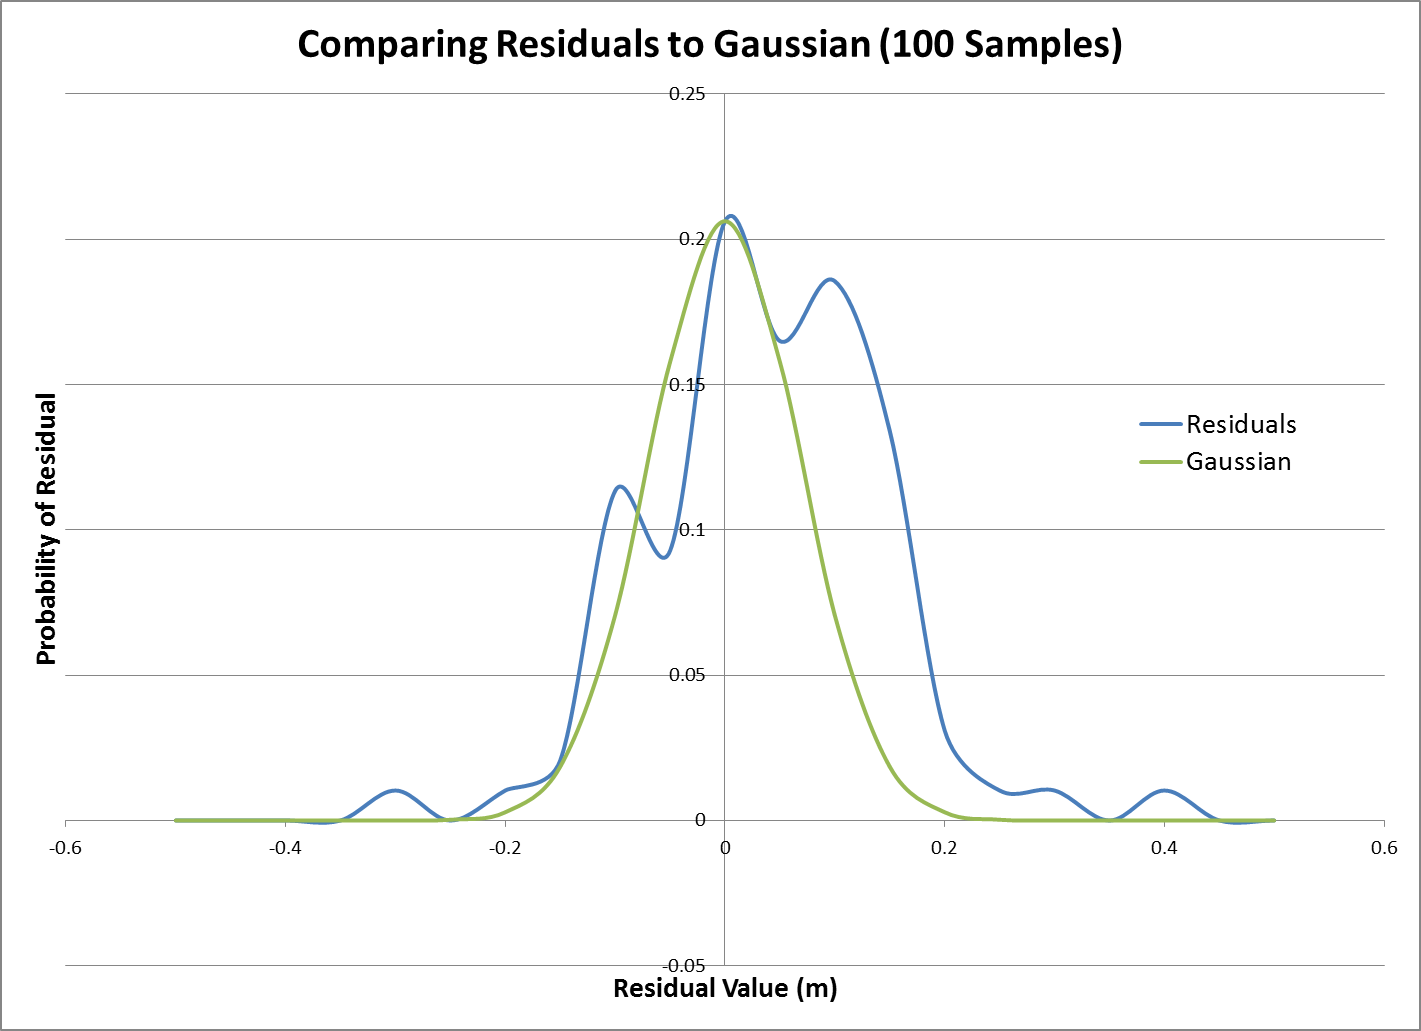 Comparing Residuals to Gaussian (100 Samples)
0.25
0.2
0.15
0.1
0.05
0
-0.05
-0.6
-0.4
-0.2
0
0.2
0.4
0.6
Probability of Residual
Residual Value (m)
Residuals
Gaussian